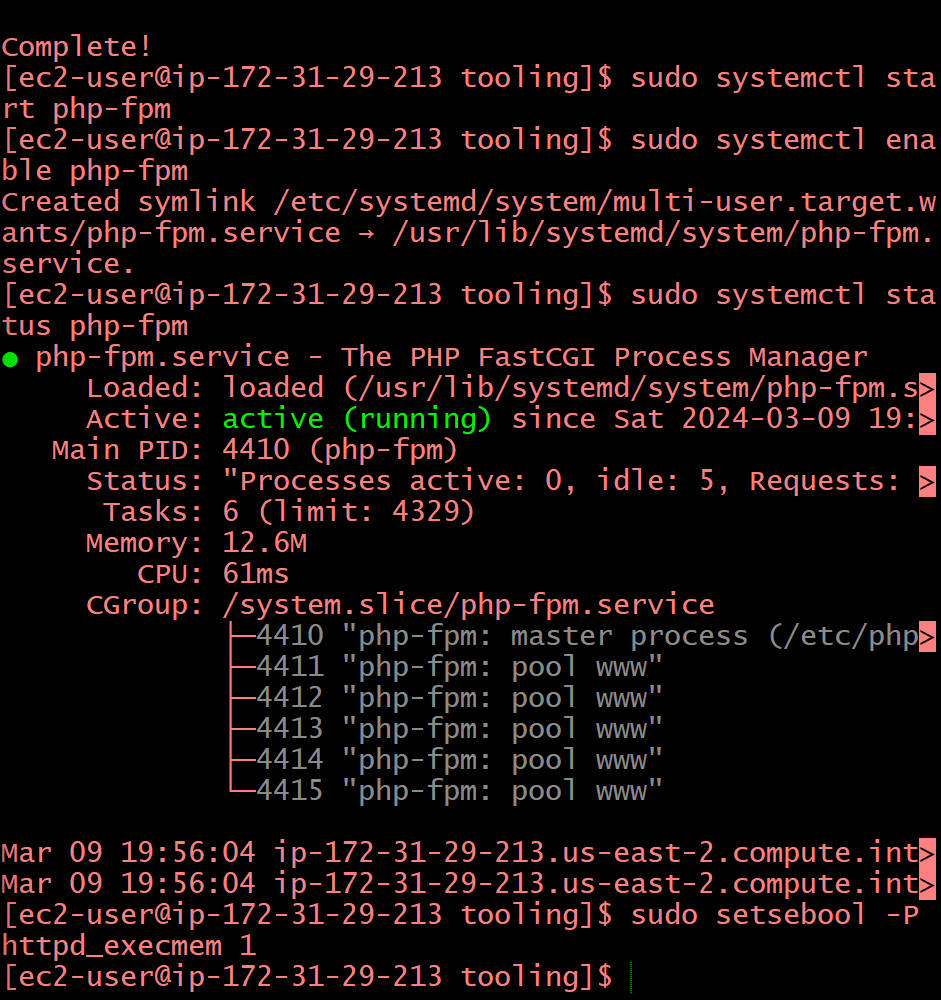 Complete!
[ec2-user@ip-172-31-29-213 tooling]$ sudo systemctl sta
rt php-fpm
[ec2-user@ip-172-31-29-213 tooling]$ sudo systemctl ena
ble php-fpm
Created symlink /etc/systemd/system/multi-user.target.w
ants/php-fpm.service → /usr/lib/systemd/system/php-fpm.
service.
[ec2-user@ip-172-31-29-213 tooling]$ sudo systemctl sta
tus php-fpm
● php-fpm.service - The PHP FastCGI Process Manager
     Loaded: loaded (/usr/lib/systemd/system/php-fpm.s>
     Active: active (running) since Sat 2024-03-09 19:>
   Main PID: 4410 (php-fpm)
     Status: "Processes active: 0, idle: 5, Requests: >
      Tasks: 6 (limit: 4329)
     Memory: 12.6M
        CPU: 61ms
     CGroup: /system.slice/php-fpm.service
             ├─4410 "php-fpm: master process (/etc/php>
             ├─4411 "php-fpm: pool www"
             ├─4412 "php-fpm: pool www"
             ├─4413 "php-fpm: pool www"
             ├─4414 "php-fpm: pool www"
             └─4415 "php-fpm: pool www"
Mar 09 19:56:04 ip-172-31-29-213.us-east-2.compute.int>
Mar 09 19:56:04 ip-172-31-29-213.us-east-2.compute.int>
[ec2-user@ip-172-31-29-213 tooling]$ sudo setsebool -P
httpd_execmem 1
[ec2-user@ip-172-31-29-213 tooling]$